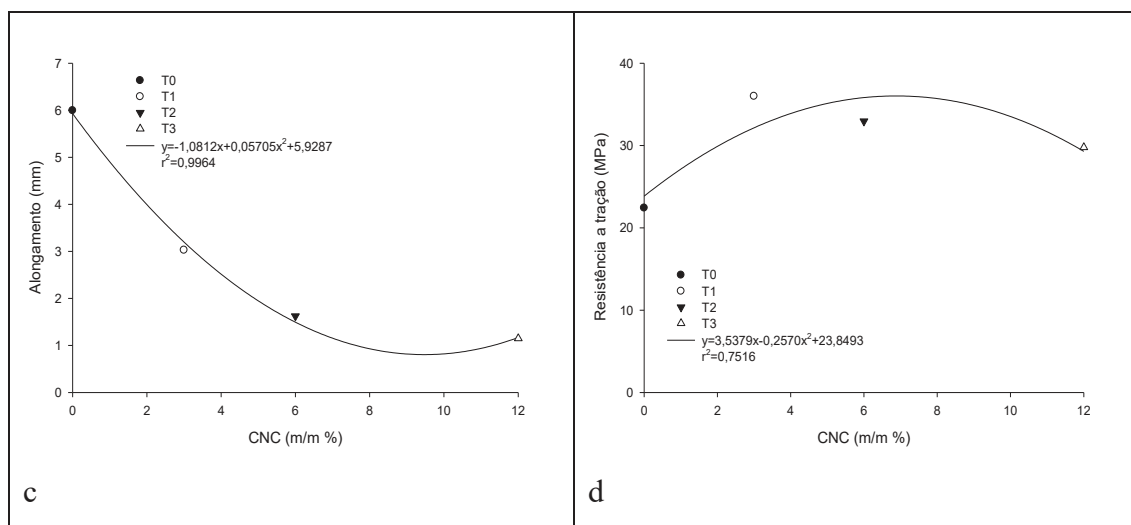 7
6
5
4
3
2
1
0
Alongamento (mm)
T0
T1
T2
T3
y=-1,0812x+0,05705x²+5,9287
r²=0,9964
0 2 4 6 8 10 12
CNC (m/m %)
c
40
30
20
10
0
Resistência a tração (MPa)
T0
T1
T2
T3
y=3,5379x-0,2570x²+23,8493
r²=0,7516
0 2 4 6 8 10 12
CNC (m/m %)
d